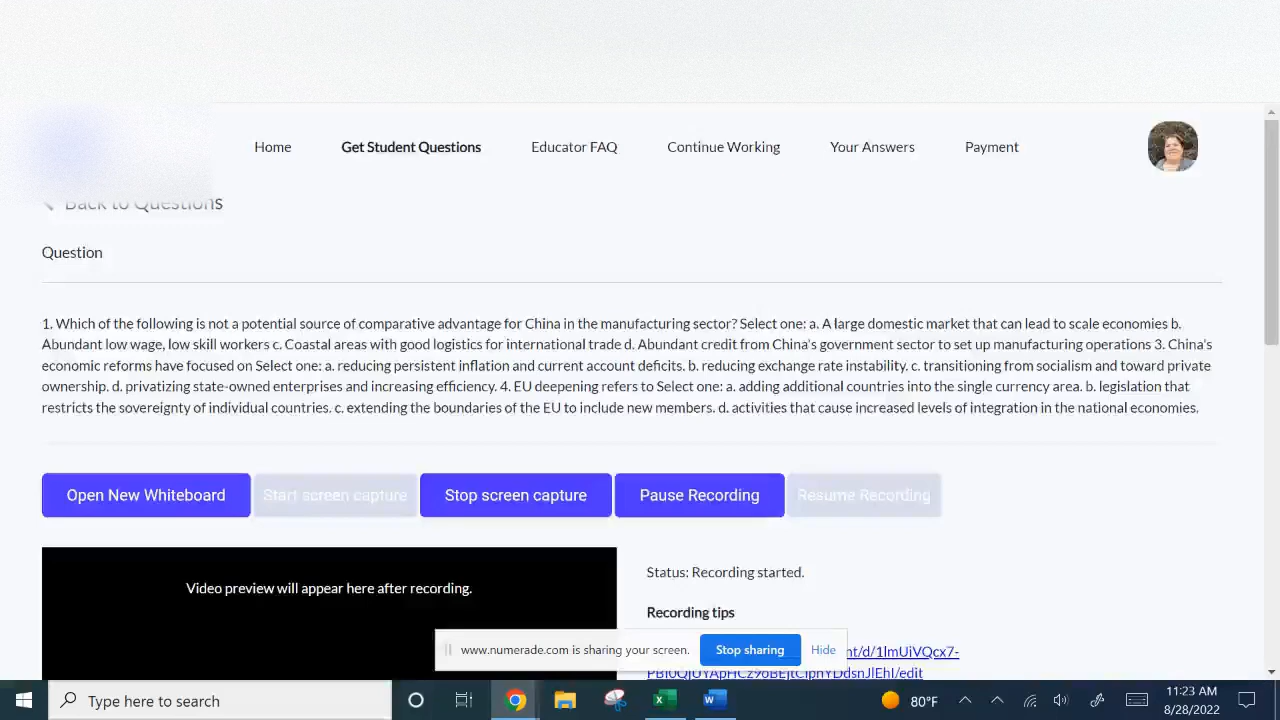 Home Get Student Questions Educator FAQ Continue Working Your Answers Payment
Back to Questions
Question
1. Which of the following is not a potential source of comparative advantage for China in the manufacturing sector? Select one: a. A large domestic market that can lead to scale economies b.
Abundant low wage, low skill workers c. Coastal areas with good logistics for international trade d. Abundant credit from China's government sector to set up manufacturing operations 3. China's
economic reforms have focused on Select one: a. reducing persistent inflation and current account deficits. b. reducing exchange rate instability. c. transitioning from socialism and toward private
ownership. d. privatizing state-owned enterprises and increasing efficiency. 4. EU deepening refers to Select one: a. adding additional countries into the single currency area. b. legislation that
restricts the sovereignty of individual countries. c. extending the boundaries of the EU to include new members. d. activities that cause increased levels of integration in the national economies.
Open New Whiteboard Start screen capture Stop screen capture Pause Recording Resume Recording
Video preview will appear here after recording.
Status: Recording started.
Recording tips
www.numerade.com is sharing your screen. Stop sharing Hide
Type here to search
80°F
11:23 AM
8/28/2022